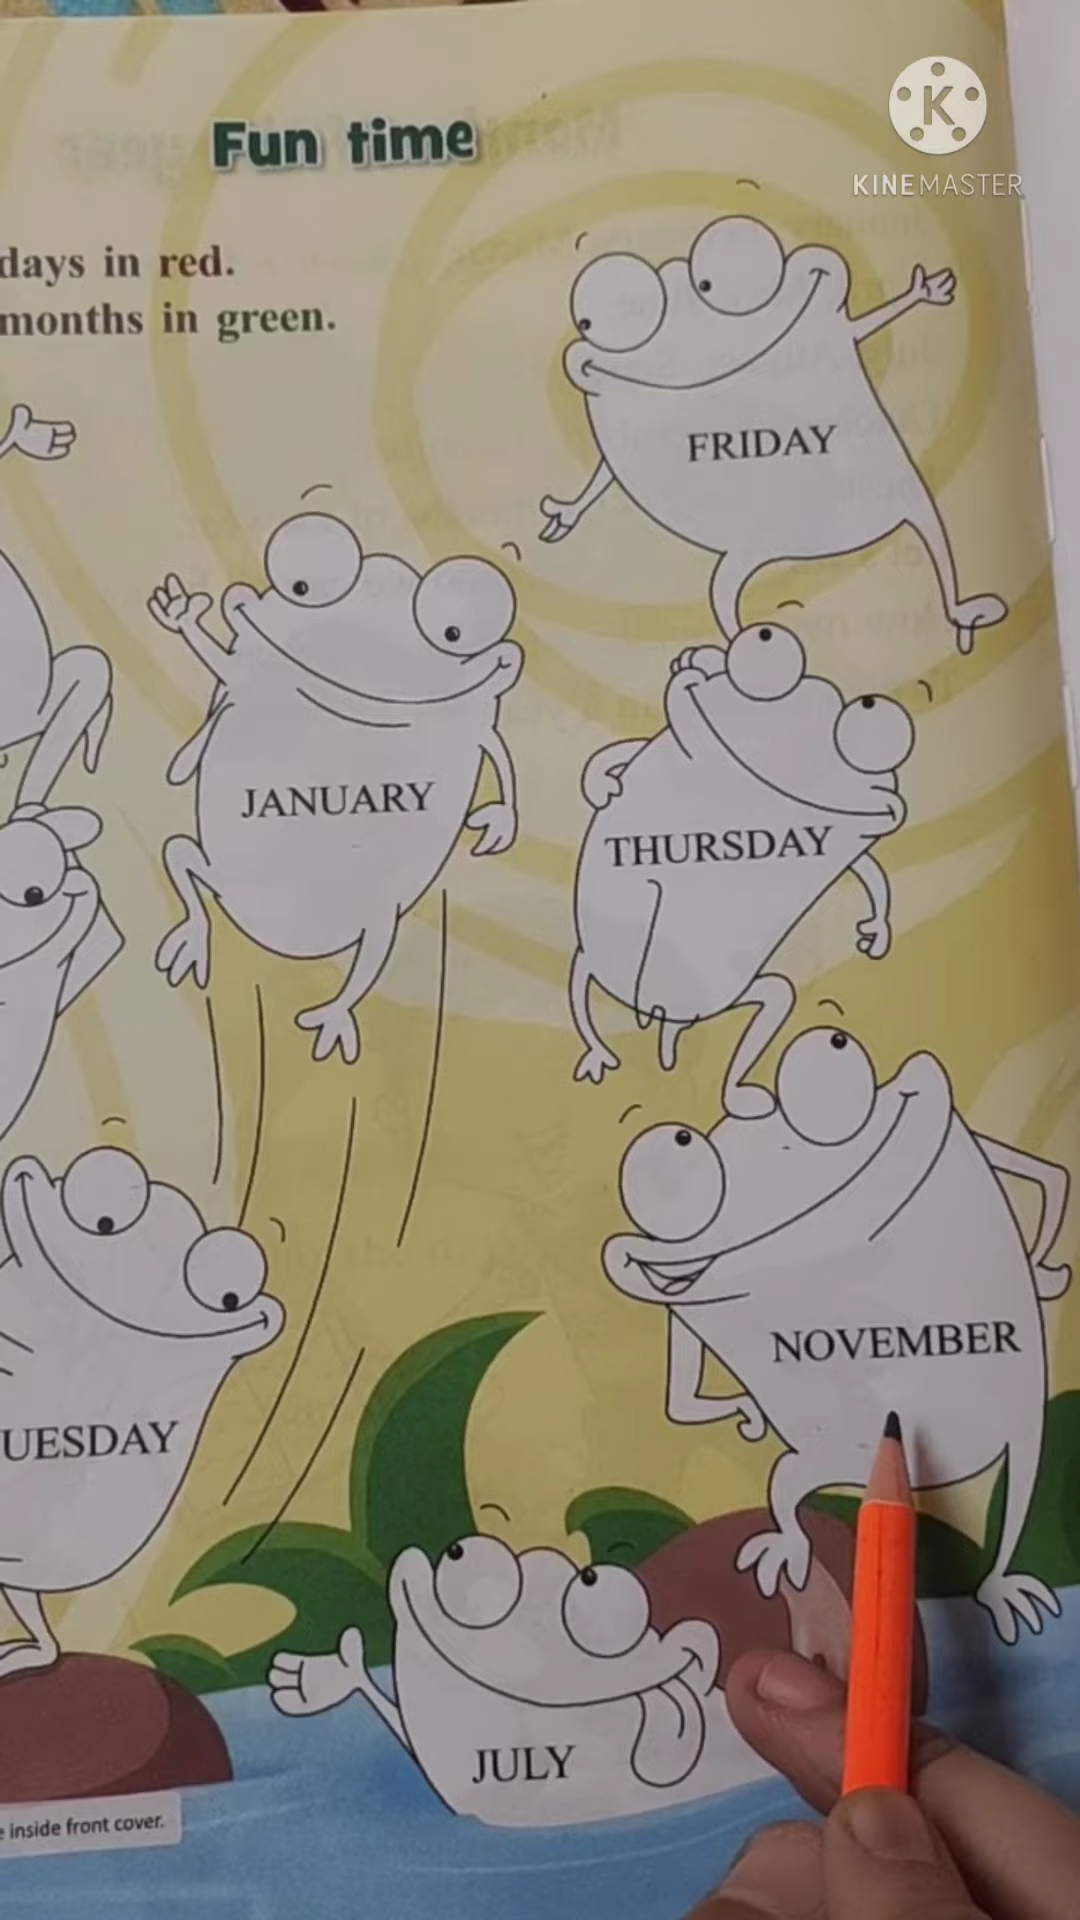 KINEMASTER
Fun time
days in red.
months in green.
FRIDAY
JANUARY
THURSDAY
NOVEMBER
UESDAY
JULY
e inside front cover.